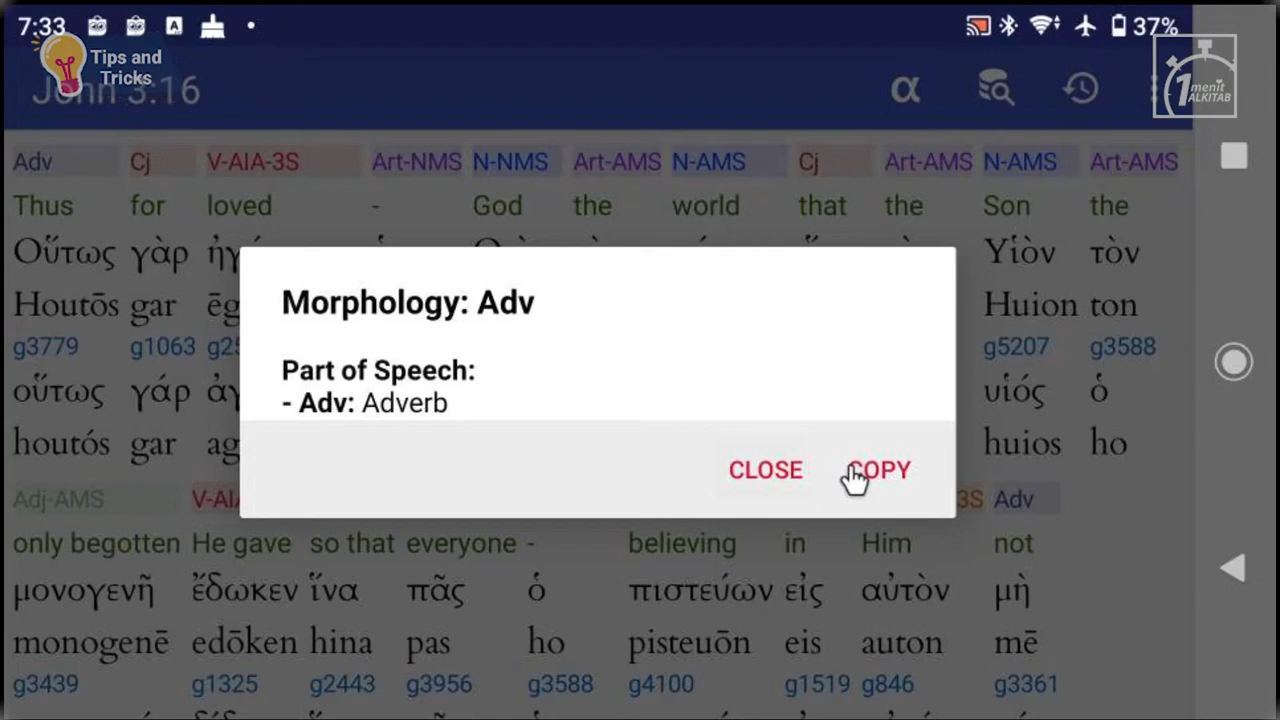 7:33
37%
Tips and
Tricks
John 3:16
α
1 menit
ALKITAB
Adv Cj V-AIA-3S Art-NMS N-NMS Art-AMS N-AMS Cj Art-AMS N-AMS Art-AMS
Thus for loved - God the world that the Son the
Οὕτως γὰρ Υἱὸν τὸν
Houtōs gar Huion ton
g3779 g1063 g5207 g3588
οὕτως γάρ υἱός ὁ
houtós gar huios ho
Morphology: Adv
Part of Speech:
- Adv: Adverb
CLOSE COPY
Adj-AMS 3S Adv
only begotten He gave so that everyone - believing in Him not
μονογενῆ ἔδωκεν ἵνα πᾶς ὁ πιστεύων εἰς αὐτὸν μὴ
monogenē edōken hina pas ho pisteuōn eis auton mē
g3439 g1325 g2443 g3956 g3588 g4100 g1519 g846 g3361